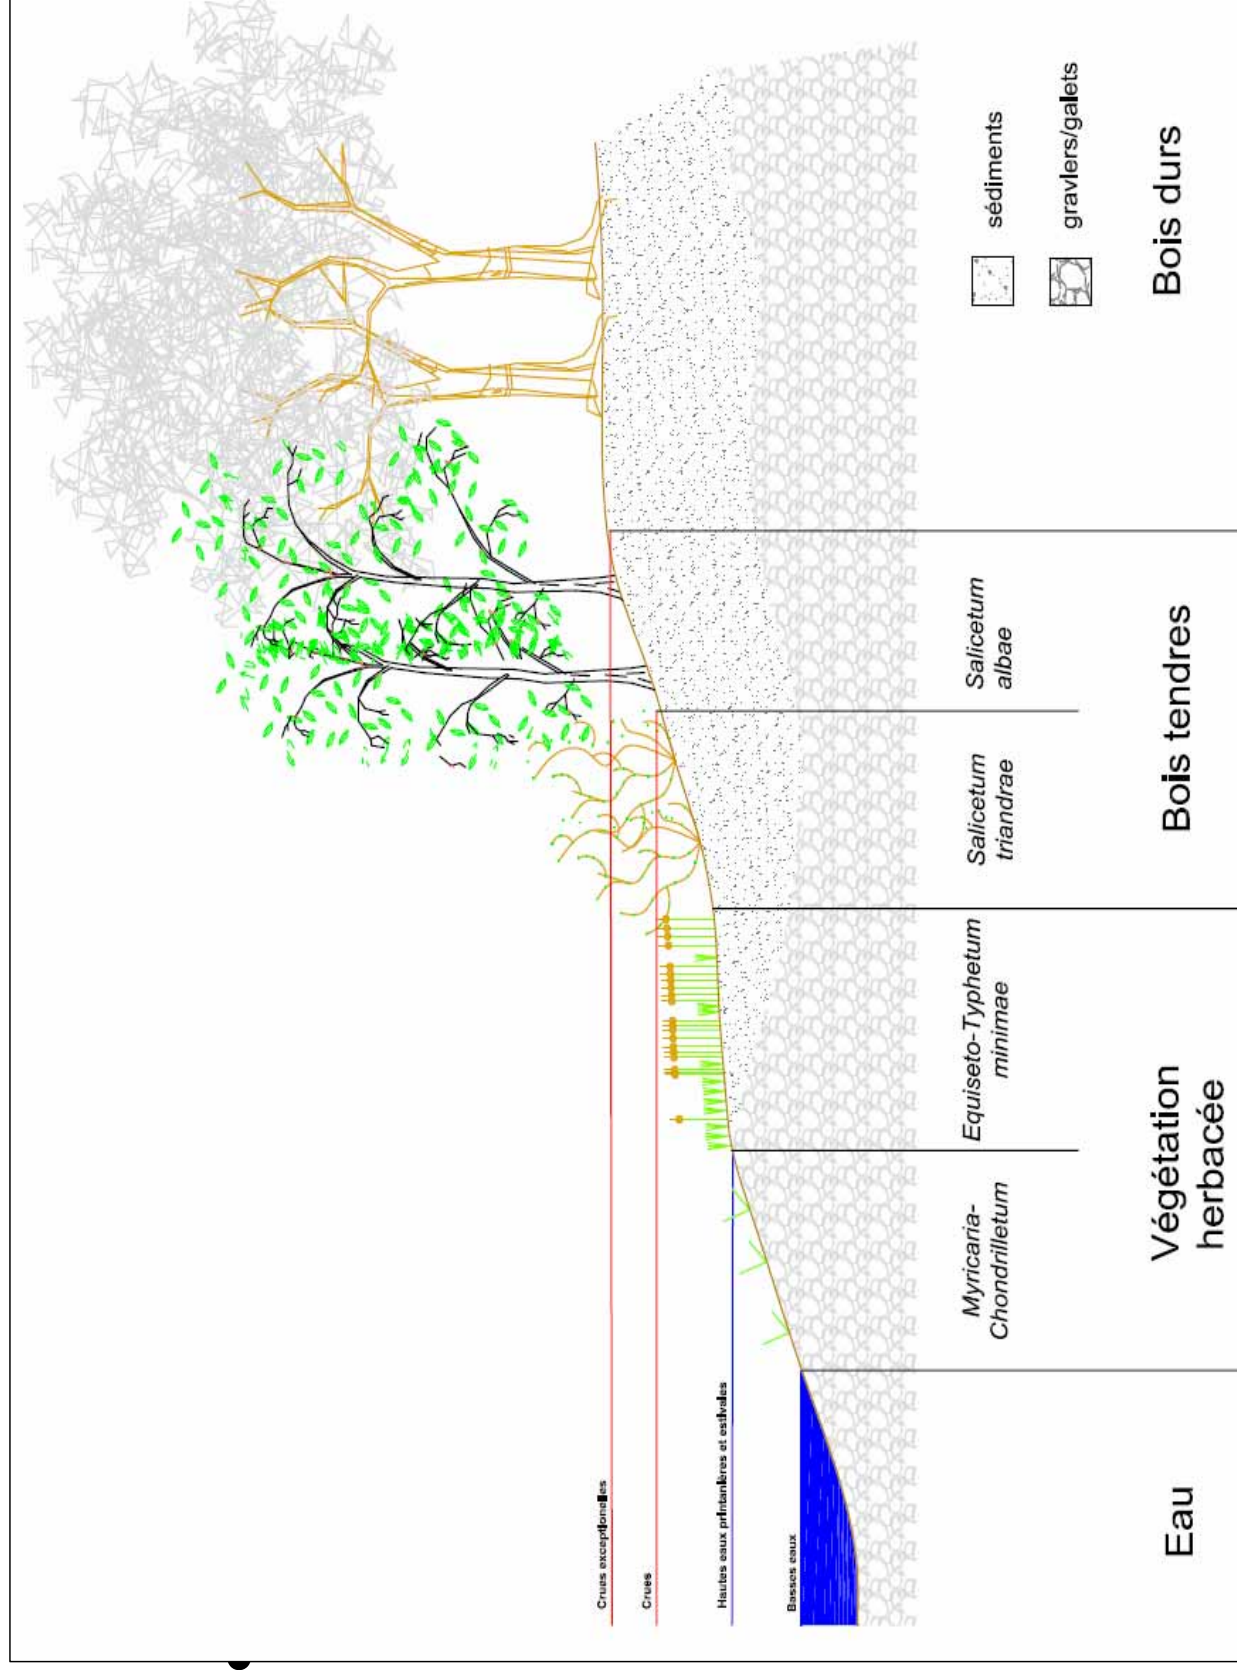 Crues exceptionelles
Crues
Hautes eaux printanières et estivales
Basses eaux
sédiments
graviers/galets
Myricaria-
Chondrilletum
Equiseto-Typhetum
minimae
Salicetum
triandrae
Salicetum
albae
Eau
Végétation
herbacée
Bois tendres
Bois durs